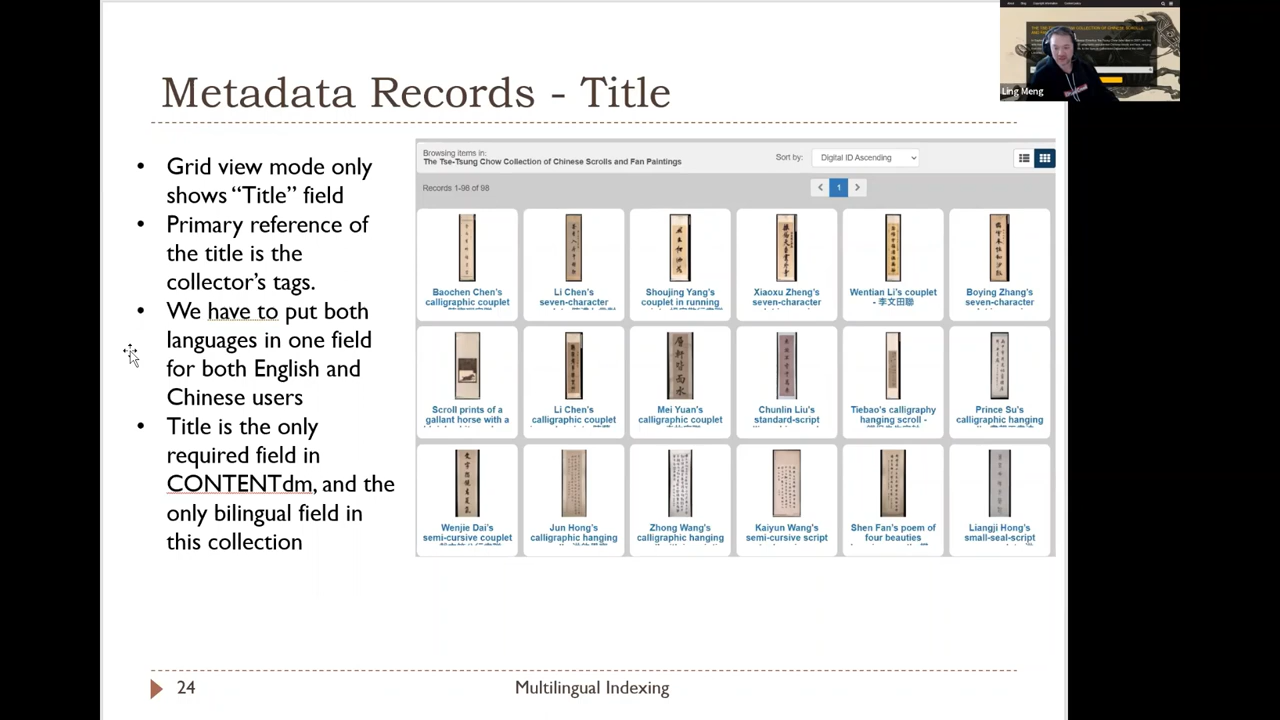 Metadata Records - Title
• Grid view mode only
shows “Title” field
• Primary reference of
the title is the
collector’s tags.
• We have to put both
languages in one field
for both English and
Chinese users
• Title is the only
required field in
CONTENTdm, and the
only bilingual field in
this collection
Browsing items in:
The Tse-Tsung Chow Collection of Chinese Scrolls and Fan Paintings
Sort by:
Digital ID Ascending
Records 1-98 of 98
1
Baochen Chen's
calligraphic couplet
Li Chen's
seven-character
Shoujing Yang's
couplet in running
Xiaoxu Zheng's
seven-character
Wentian Li's couplet
- 李文田聯
Boying Zhang's
seven-character
Scroll prints of a
gallant horse with a
Li Chen's
calligraphic couplet
Mei Yuan's
calligraphic couplet
Chunlin Liu's
standard-script
Tiebao's calligraphy
hanging scroll -
Prince Su's
calligraphic hanging
Wenjie Dai's
semi-cursive couplet
Jun Hong's
calligraphic hanging
Zhong Wang's
calligraphic hanging
Kaiyun Wang's
semi-cursive script
Shen Fan's poem of
four beauties
Liangji Hong's
small-seal-script
24
Multilingual Indexing
Ling Meng